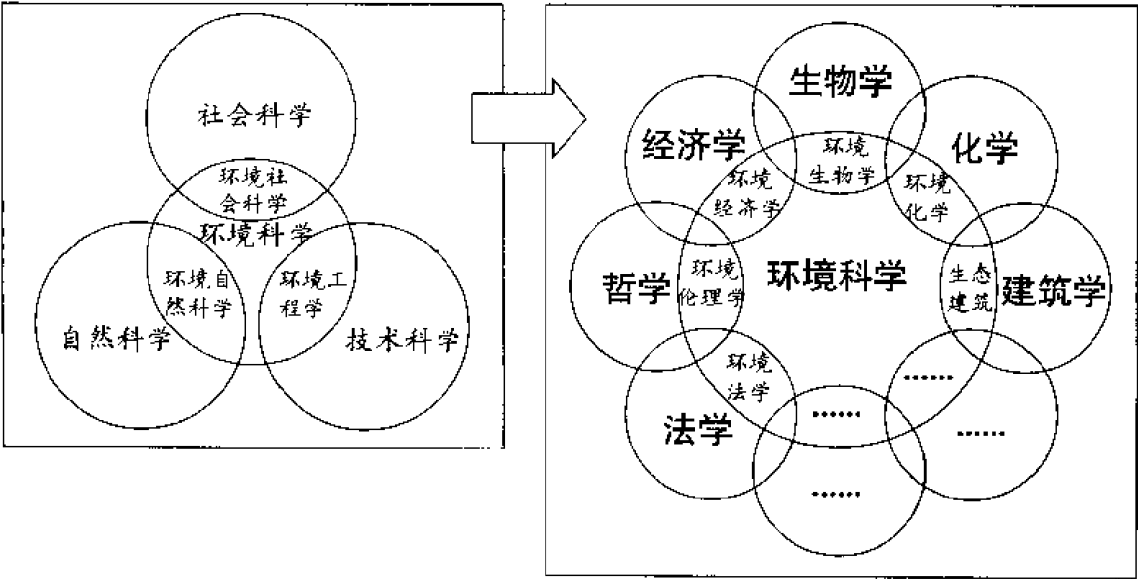 社会科学
环境社
会科学
环境科学
环境自
然科学
环境工
程学
自然科学
技术科学
生物学
经济学
化学
环境
生物学
环境
经济学
环境
化学
哲学
环境
伦理学
环境科学
生态
建筑
建筑学
环境
法学
法学
......
......
......
......